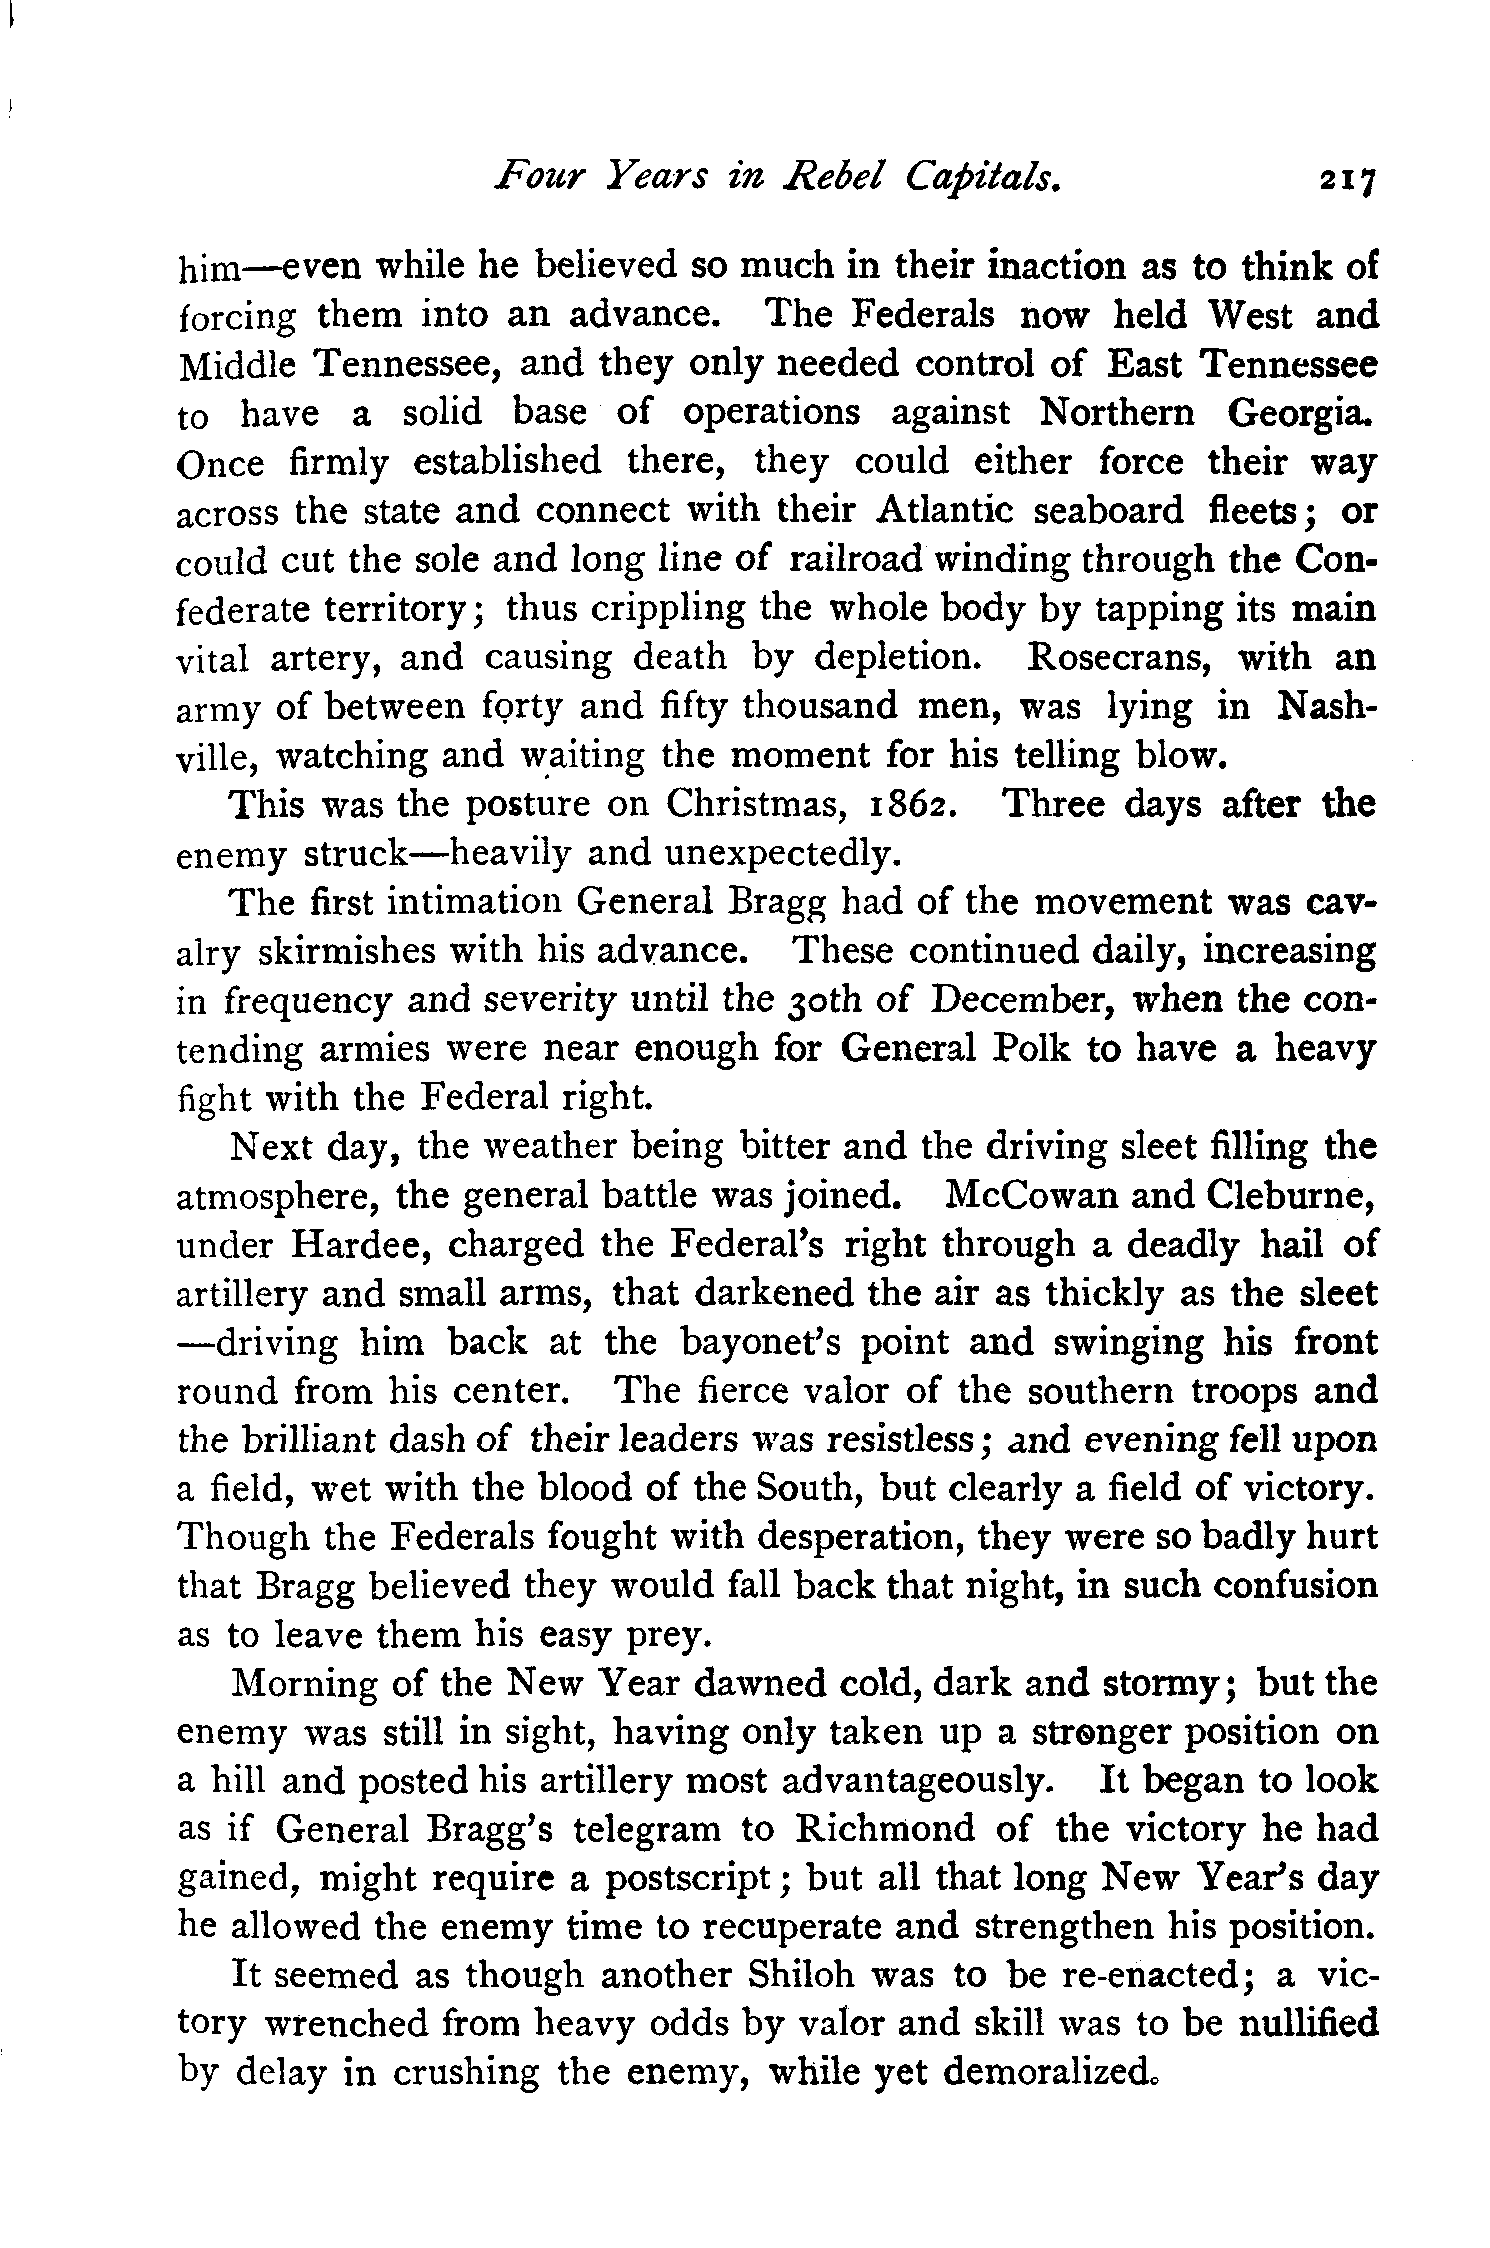 Four Years in Rebel Capitals. 217
him—even while he believed so much in their inaction as to think of
forcing them into an advance. The Federals now held West and
Middle Tennessee, and they only needed control of East Tennessee
to have a solid base of operations against Northern Georgia.
Once firmly established there, they could either force their way
across the state and connect with their Atlantic seaboard fleets; or
could cut the sole and long line of railroad winding through the Con-
federate territory; thus crippling the whole body by tapping its main
vital artery, and causing death by depletion. Rosecrans, with an
army of between forty and fifty thousand men, was lying in Nash-
ville, watching and waiting the moment for his telling blow.
This was the posture on Christmas, 1862. Three days after the
enemy struck—heavily and unexpectedly.
The first intimation General Bragg had of the movement was cav-
alry skirmishes with his advance. These continued daily, increasing
in frequency and severity until the 30th of December, when the con-
tending armies were near enough for General Polk to have a heavy
fight with the Federal right.
Next day, the weather being bitter and the driving sleet filling the
atmosphere, the general battle was joined. McCowan and Cleburne,
under Hardee, charged the Federal's right through a deadly hail of
artillery and small arms, that darkened the air as thickly as the sleet
—driving him back at the bayonet's point and swinging his front
round from his center. The fierce valor of the southern troops and
the brilliant dash of their leaders was resistless; and evening fell upon
a field, wet with the blood of the South, but clearly a field of victory.
Though the Federals fought with desperation, they were so badly hurt
that Bragg believed they would fall back that night, in such confusion
as to leave them his easy prey.
Morning of the New Year dawned cold, dark and stormy; but the
enemy was still in sight, having only taken up a stronger position on
a hill and posted his artillery most advantageously. It began to look
as if General Bragg's telegram to Richmond of the victory he had
gained, might require a postscript; but all that long New Year's day
he allowed the enemy time to recuperate and strengthen his position.
It seemed as though another Shiloh was to be re-enacted; a vic-
tory wrenched from heavy odds by valor and skill was to be nullified
by delay in crushing the enemy, while yet demoralized.